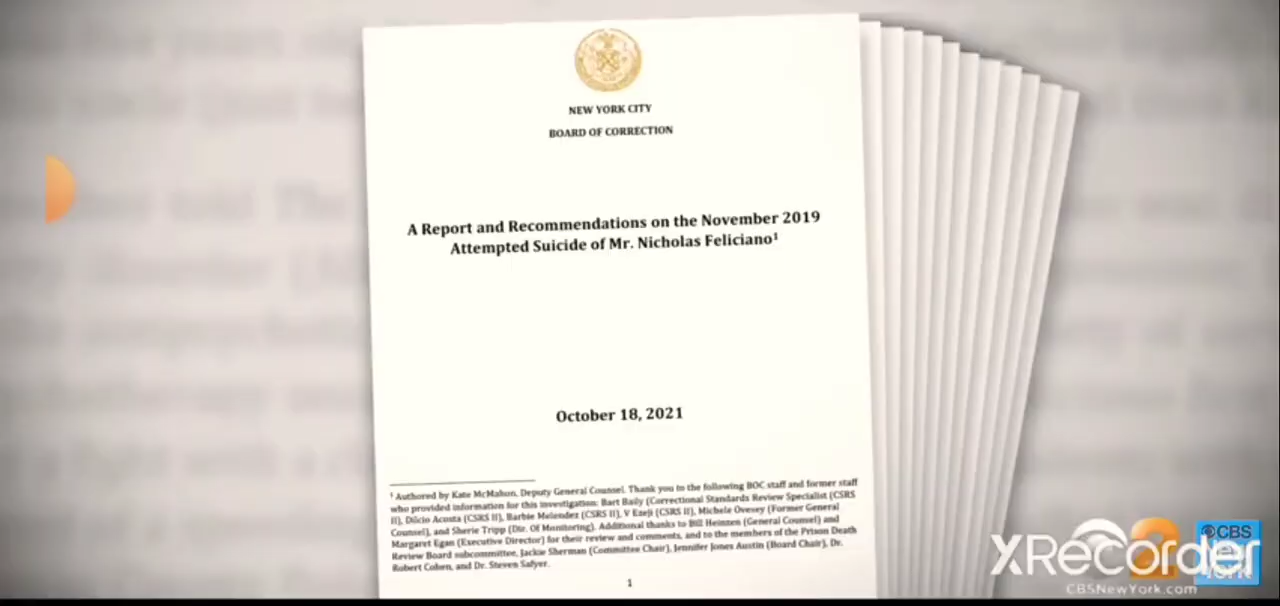 NEW YORK CITY
BOARD OF CORRECTION
A Report and Recommendations on the November 2019
Attempted Suicide of Mr. Nicholas Feliciano¹
October 18, 2021
¹ Authored by Kate McMahon, Deputy General Counsel. Thank you to the following BOC staff and former staff
who provided information for this investigation: Bart Baily (Correctional Standards Review Specialist (CSRS
II), Dilcio Acosta (CSRS II), Barbie Melendez (CSRS II), V Ezeji (CSRS II), Michele Ovesey (Former General
Counsel), and Sherie Tripp (Dir. Of Monitoring). Additional thanks to Bill Heinzen (General Counsel) and
Margaret Egan (Executive Director) for their review and comments, and to the members of the Prison Death
Review Board subcommittee, Jackie Sherman (Committee Chair), Jennifer Jones Austin (Board Chair), Dr.
Robert Cohen, and Dr. Steven Safyer.
1
XRecorder
2
©CBS
CBSNewYork.com